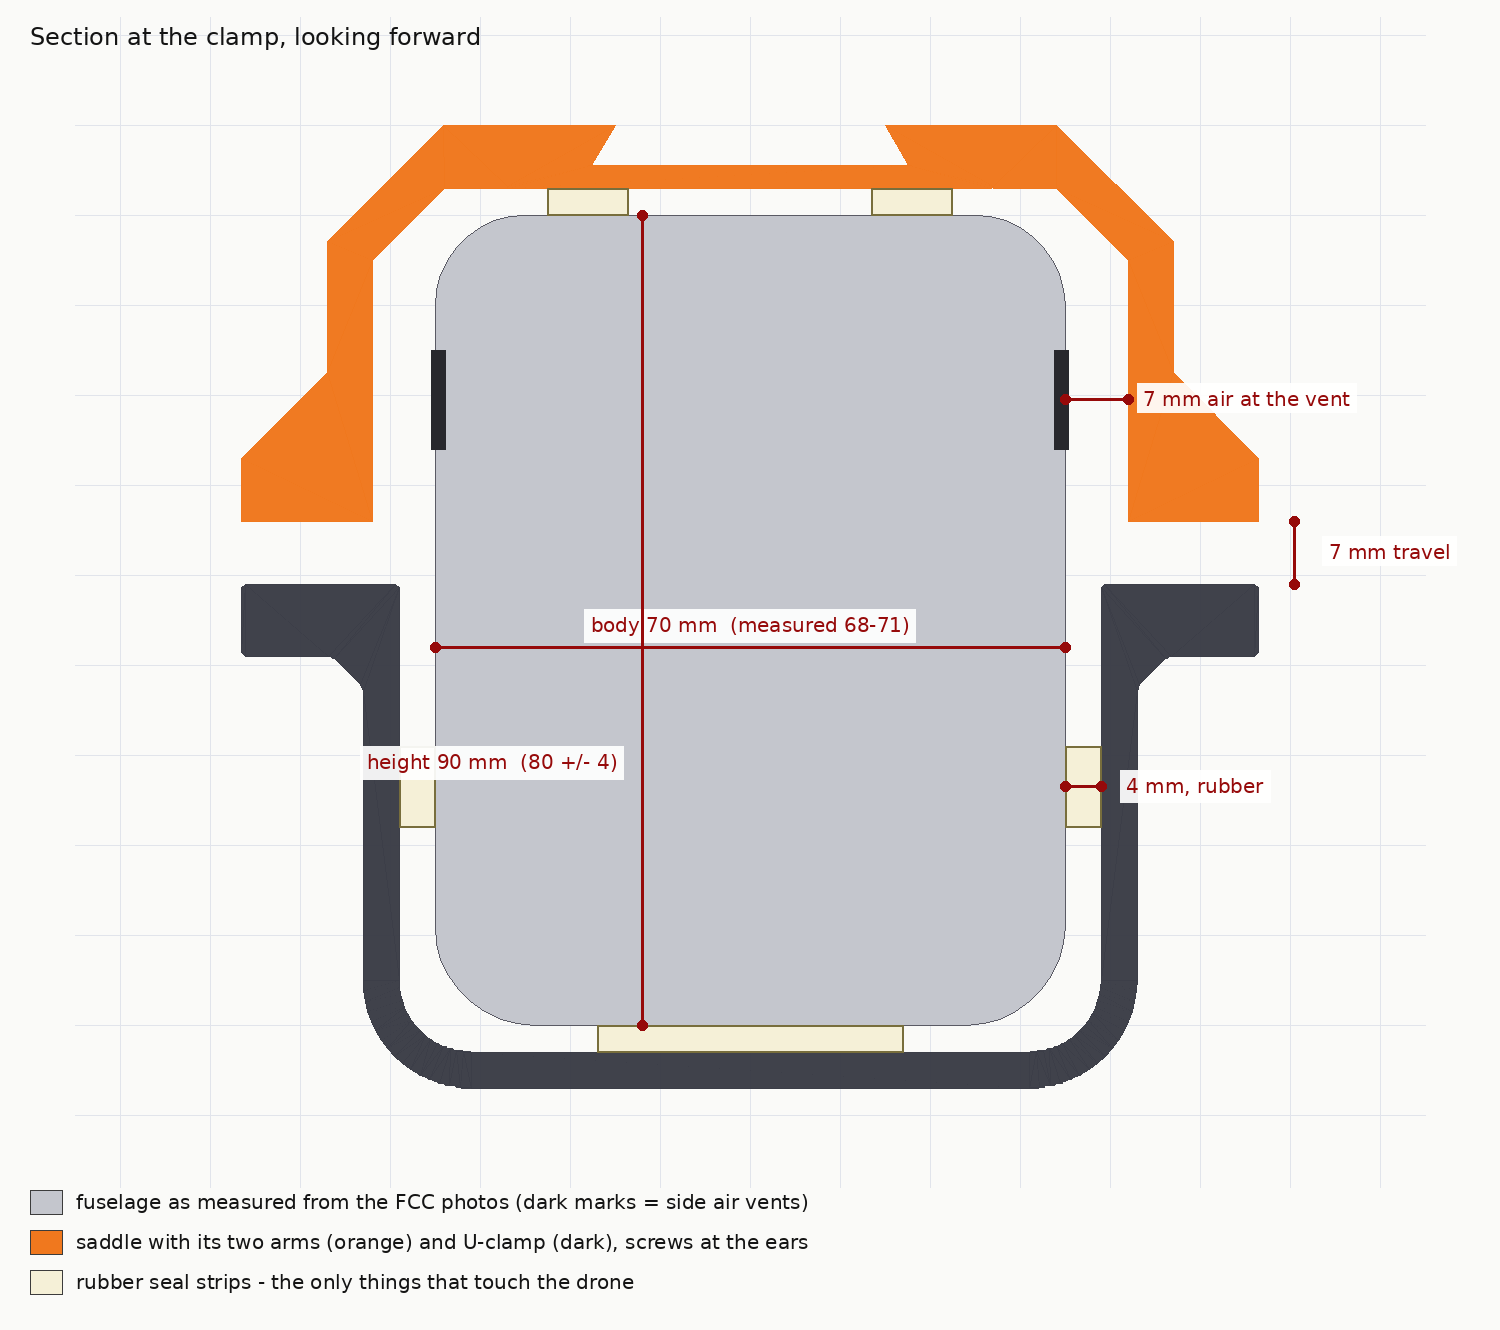 Section at the clamp, looking forward
7 mm air at the vent
7 mm travel
body 70 mm (measured 68-71)
height 90 mm (80 +/- 4)
4 mm, rubber
fuselage as measured from the FCC photos (dark marks = side air vents)
saddle with its two arms (orange) and U-clamp (dark), screws at the ears
rubber seal strips - the only things that touch the drone